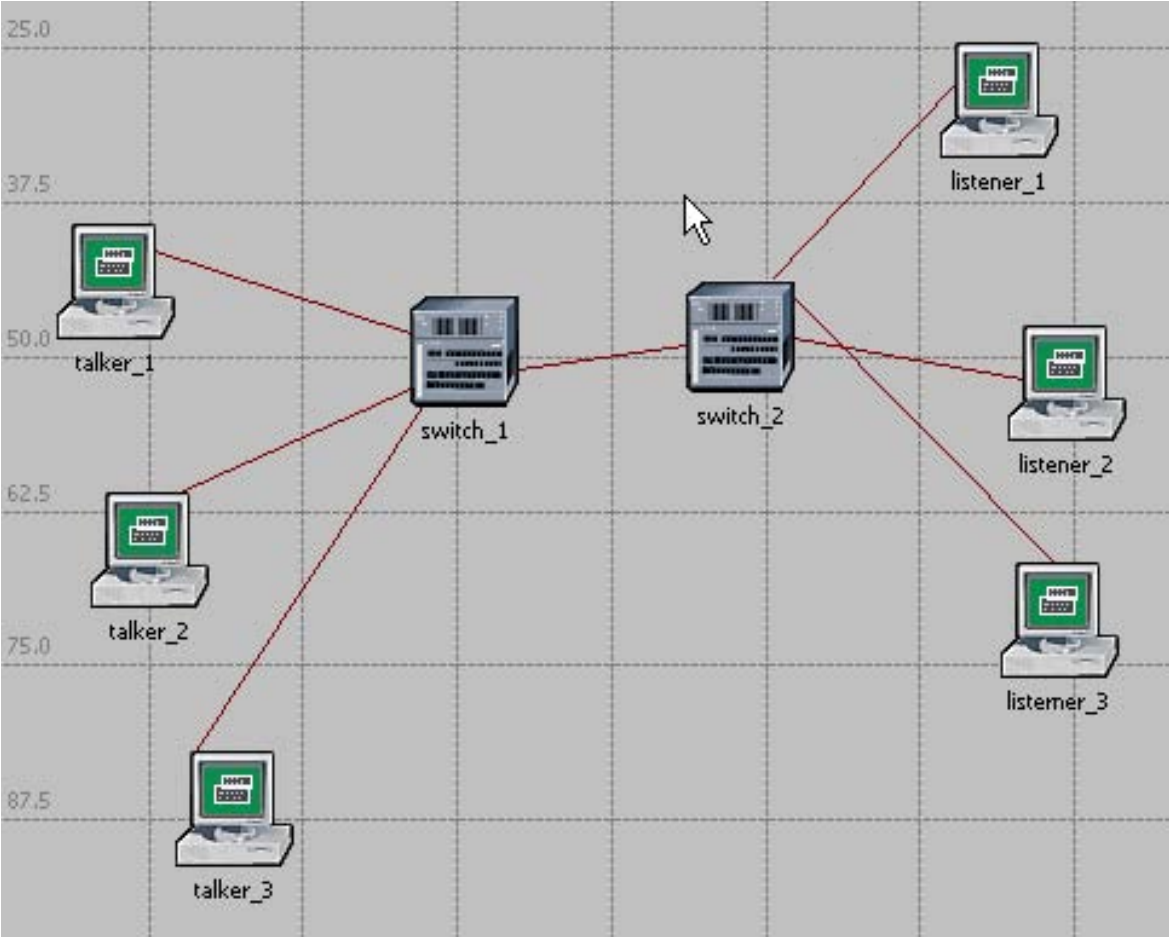 25.0
37.5
listener_1
50.0
talker_1
switch_1
switch_2
listener_2
62.5
talker_2
75.0
listerner_3
87.5
talker_3